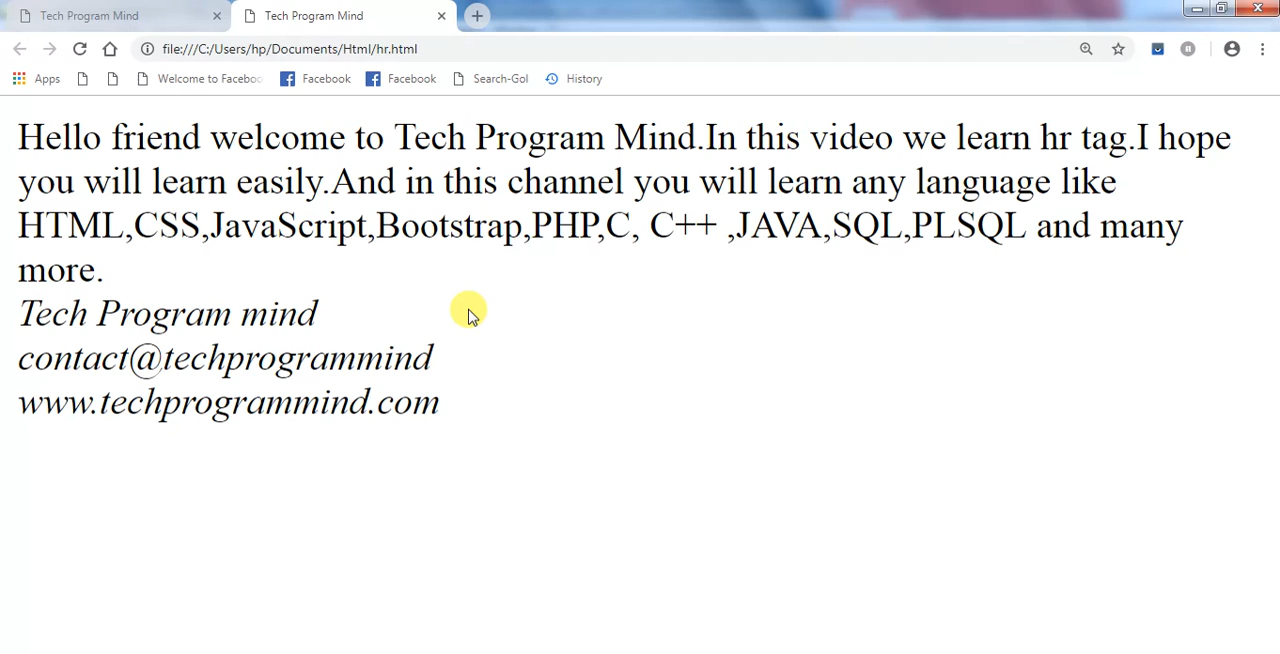 Tech Program Mind
Tech Program Mind
file:///C:/Users/hp/Documents/Html/hr.html
Apps
Welcome to Faceboo
Facebook
Facebook
Search-Gol
History
Hello friend welcome to Tech Program Mind.In this video we learn hr tag.I hope
you will learn easily.And in this channel you will learn any language like
HTML,CSS,JavaScript,Bootstrap,PHP,C, C++ ,JAVA,SQL,PLSQL and many
more.
Tech Program mind
contact@techprogrammind
www.techprogrammind.com